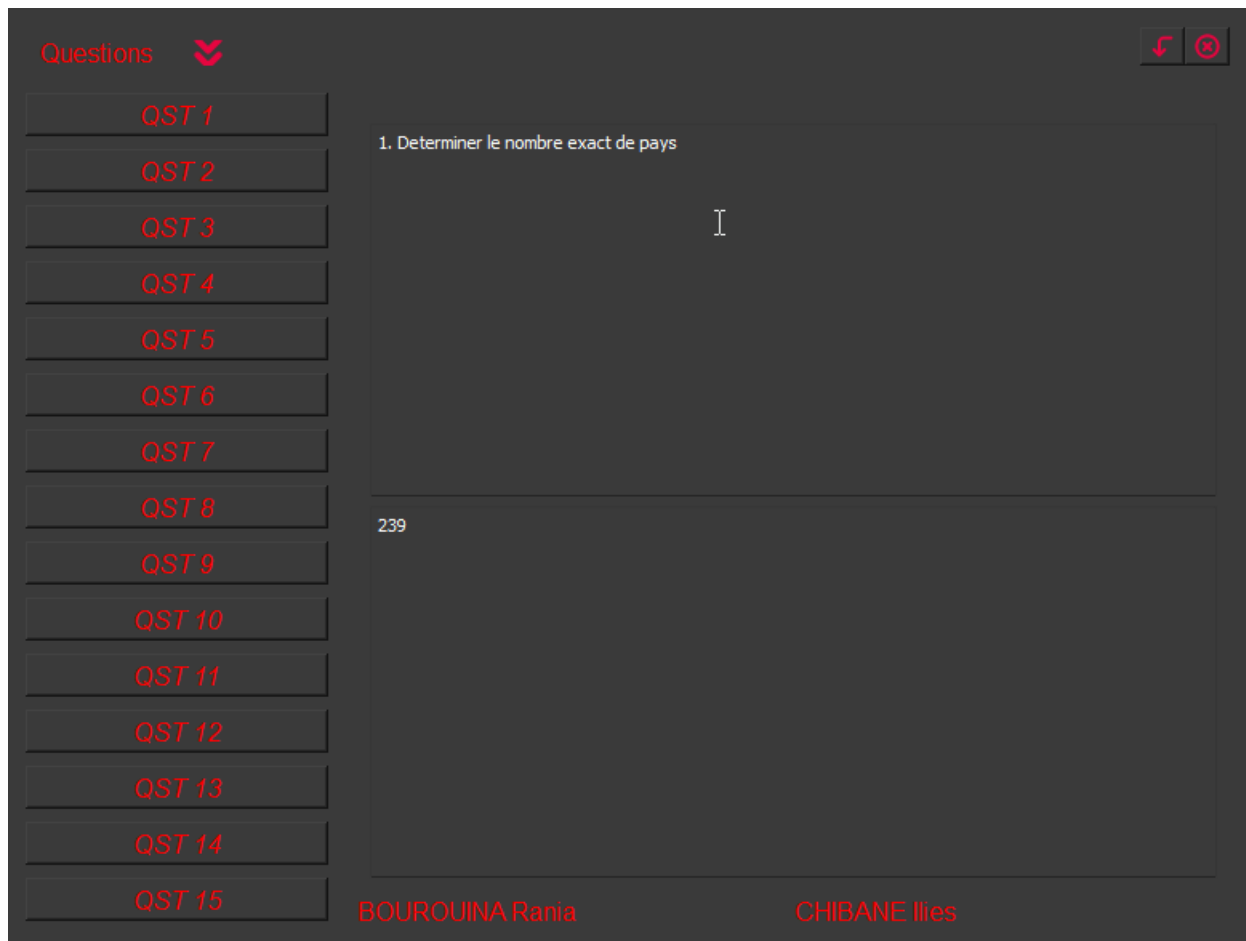 Questions
QST 1
QST 2
QST 3
QST 4
QST 5
QST 6
QST 7
QST 8
QST 9
QST 10
QST 11
QST 12
QST 13
QST 14
QST 15
1. Determiner le nombre exact de pays
239
BOUROUINA Rania
CHIBANE Ilies